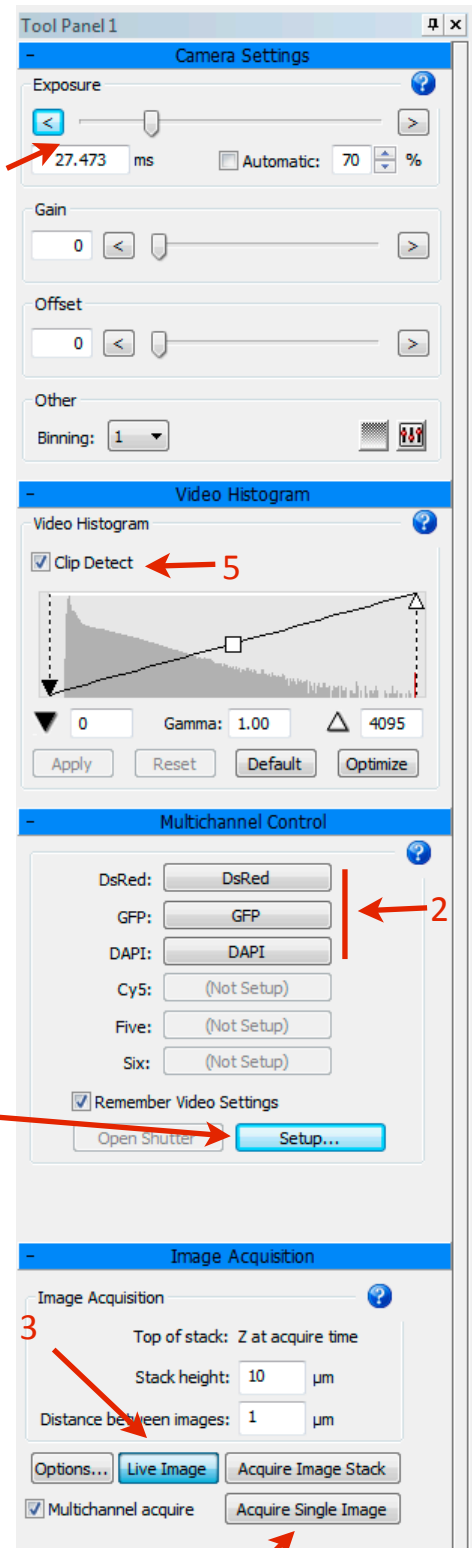 Tool Panel 1
- Camera Settings
Exposure ?
< >
27.473 ms Automatic: 70 %
Gain
0 < >
Offset
0 < >
Other
Binning: 1
- Video Histogram
Video Histogram ?
Clip Detect 5
0 Gamma: 1.00 4095
Apply Reset Default Optimize
- Multichannel Control
?
DsRed: DsRed
GFP: GFP 2
DAPI: DAPI
Cy5: (Not Setup)
Five: (Not Setup)
Six: (Not Setup)
Remember Video Settings
Open Shutter Setup...
- Image Acquisition
Image Acquisition ?
3
Top of stack: Z at acquire time
Stack height: 10 µm
Distance between images: 1 µm
Options... Live Image Acquire Image Stack
Multichannel acquire Acquire Single Image